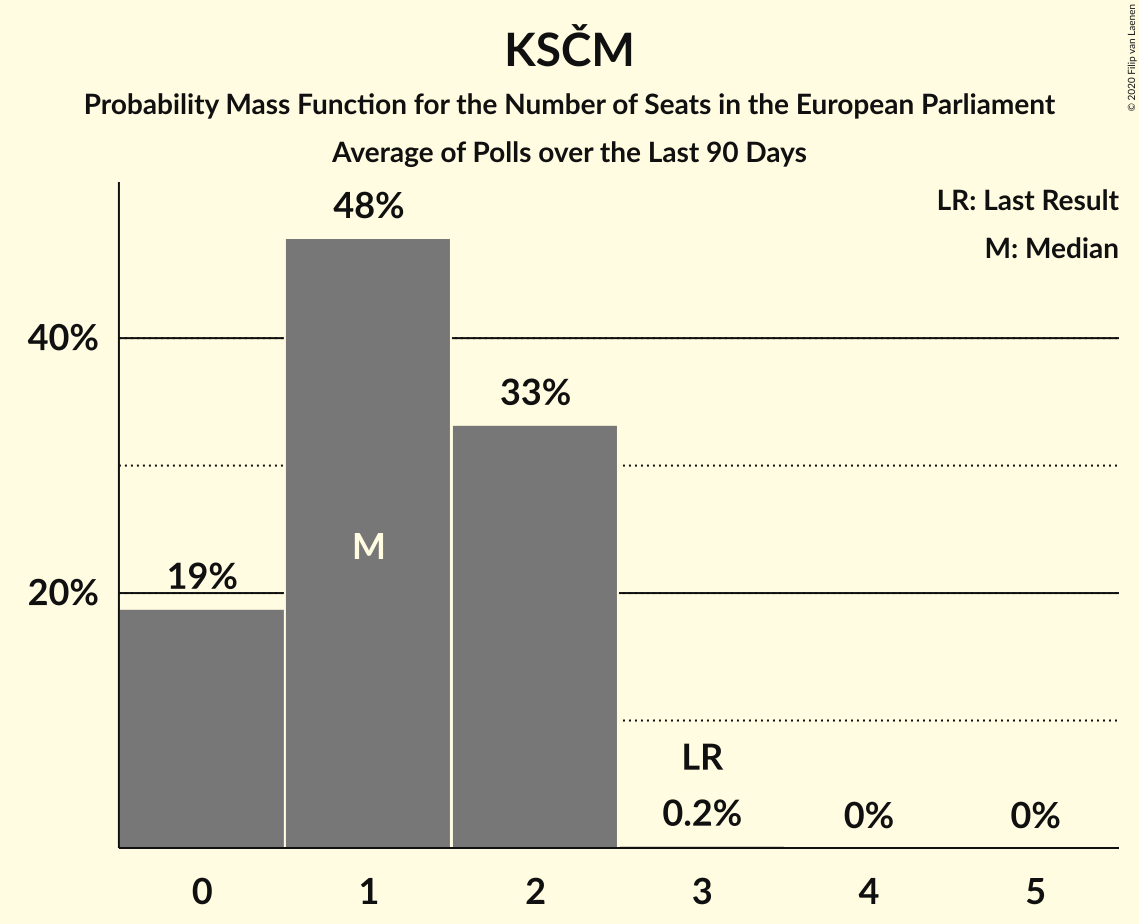 KSČM
Probability Mass Function for the Number of Seats in the European Parliament
Average of Polls over the Last 90 Days
© 2020 Filip van Laenen
LR: Last Result
M: Median
48%
40%
33%
M
19%
20%
LR
0.2%
0%
0%
0 1 2 3 4 5